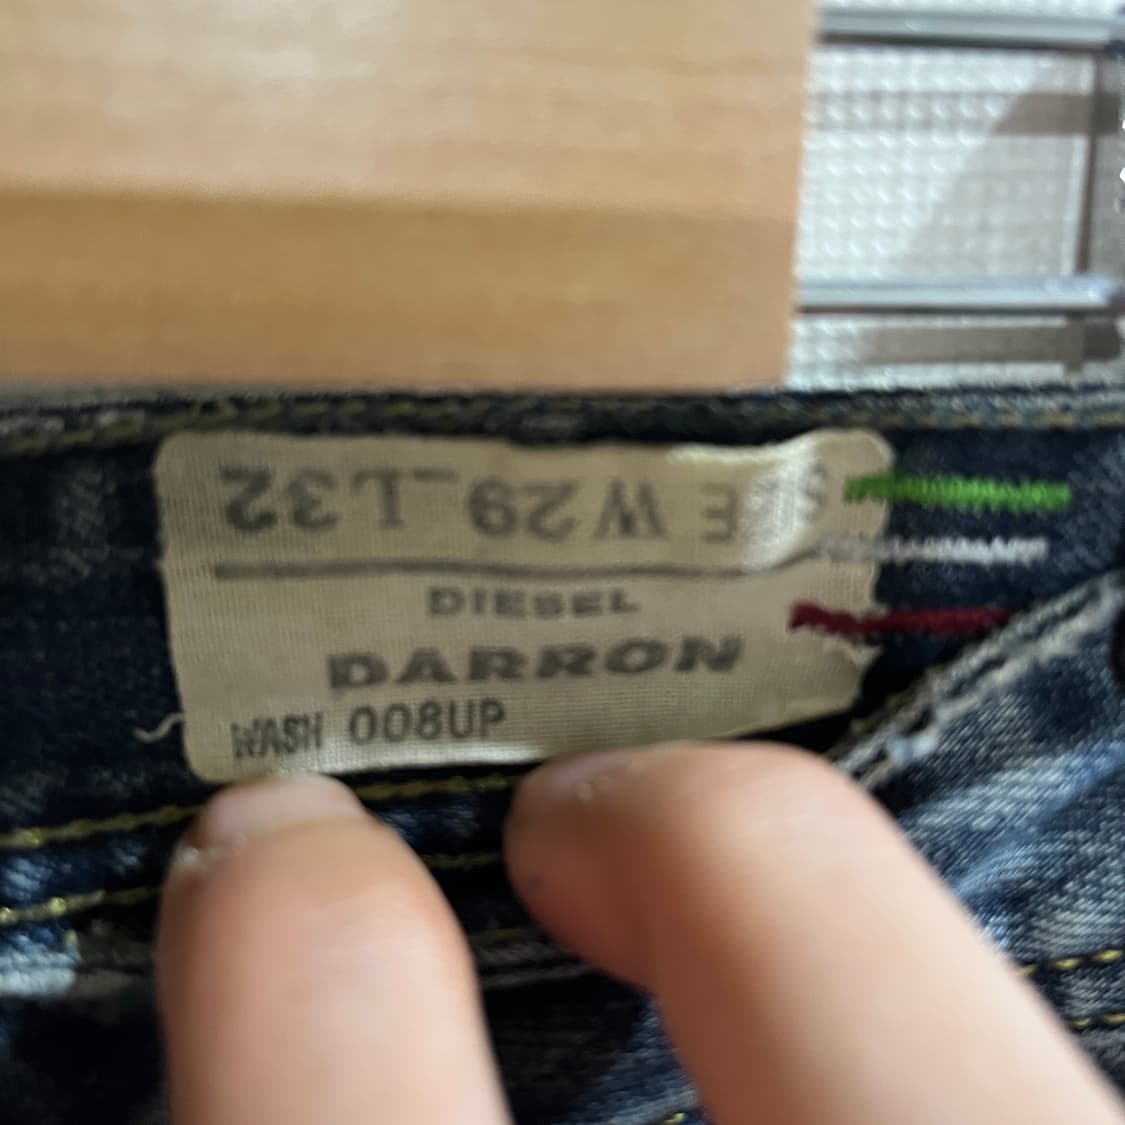 SIZE W29_L32
DIESEL
DARRON
WASH 008UP